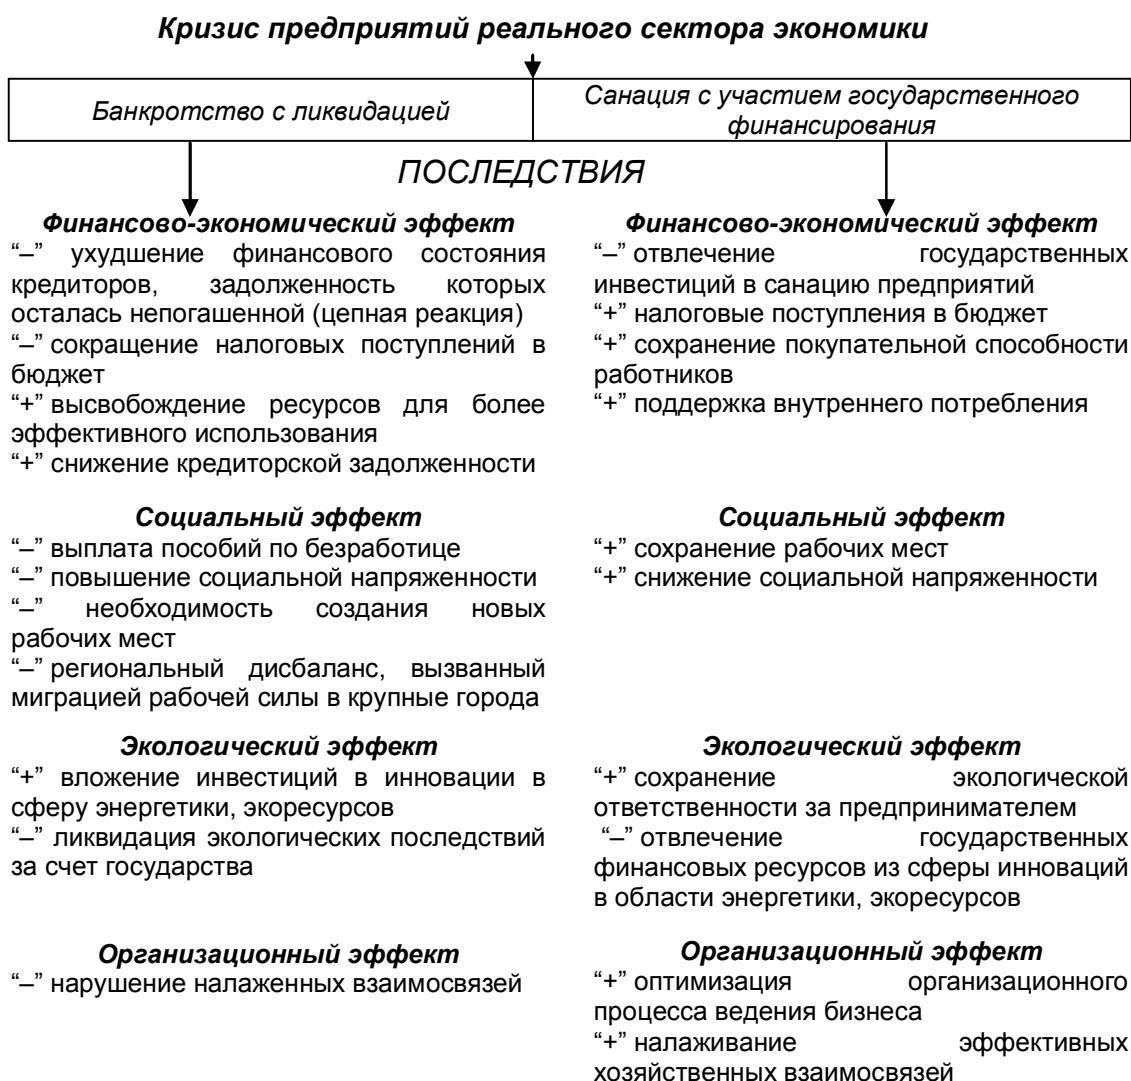 Кризис предприятий реального сектора экономики
Банкротство с ликвидацией
Санация с участием государственного
финансирования
ПОСЛЕДСТВИЯ
Финансово-экономический эффект
“–” ухудшение финансового состояния
кредиторов, задолженность которых
осталась непогашенной (цепная реакция)
“–” сокращение налоговых поступлений в
бюджет
“+” высвобождение ресурсов для более
эффективного использования
“+” снижение кредиторской задолженности
Социальный эффект
“–” выплата пособий по безработице
“–” повышение социальной напряженности
“–” необходимость создания новых
рабочих мест
“–” региональный дисбаланс, вызванный
миграцией рабочей силы в крупные города
Экологический эффект
“+” вложение инвестиций в инновации в
сферу энергетики, экоресурсов
“–” ликвидация экологических последствий
за счет государства
Организационный эффект
“–” нарушение налаженных взаимосвязей
Финансово-экономический эффект
“–” отвлечение государственных
инвестиций в санацию предприятий
“+” налоговые поступления в бюджет
“+” сохранение покупательной способности
работников
“+” поддержка внутреннего потребления
Социальный эффект
“+” сохранение рабочих мест
“+” снижение социальной напряженности
Экологический эффект
“+” сохранение экологической
ответственности за предпринимателем
“–” отвлечение государственных
финансовых ресурсов из сферы инноваций
в области энергетики, экоресурсов
Организационный эффект
“+” оптимизация организационного
процесса ведения бизнеса
“+” налаживание эффективных
хозяйственных взаимосвязей